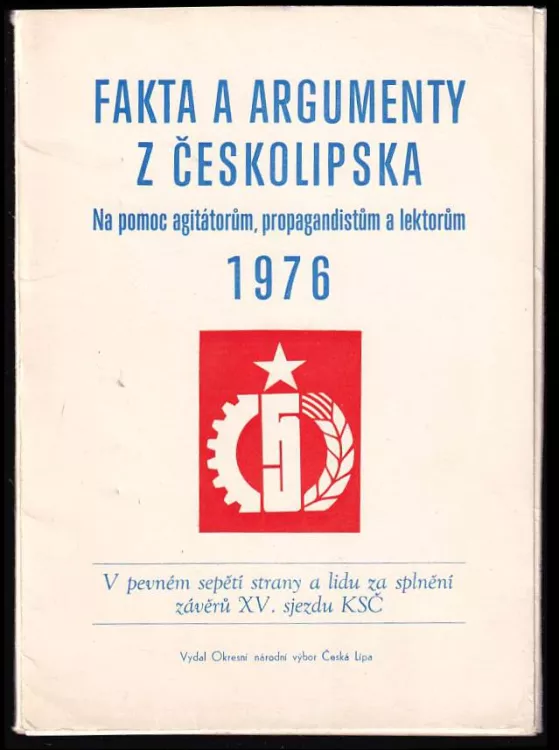 FAKTA A ARGUMENTY
Z ČESKOLIPSKA
Na pomoc agitátorům, propagandistům a lektorům
1976
15
V pevném sepětí strany a lidu za splnění
závěrů XV. sjezdu KSČ
Vydal Okresní národní výbor Česká Lípa